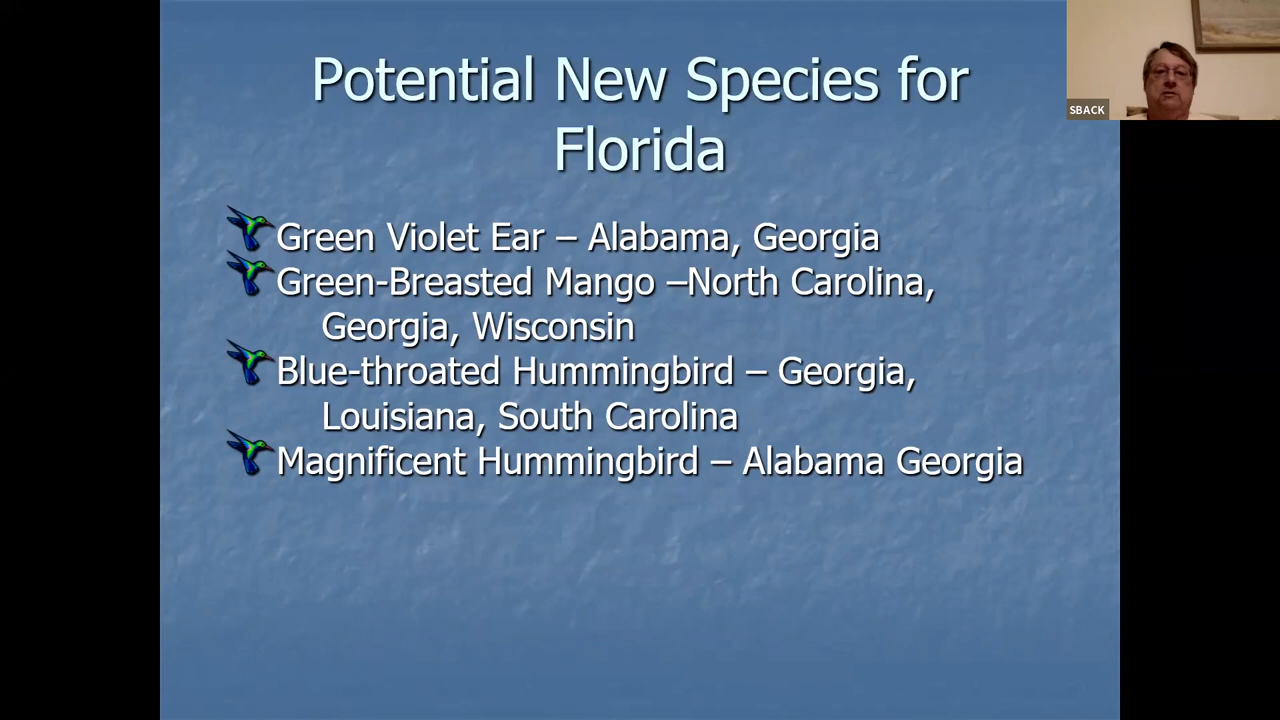 Potential New Species for
Florida
SBACK
Green Violet Ear – Alabama, Georgia
Green-Breasted Mango –North Carolina,
Georgia, Wisconsin
Blue-throated Hummingbird – Georgia,
Louisiana, South Carolina
Magnificent Hummingbird – Alabama Georgia